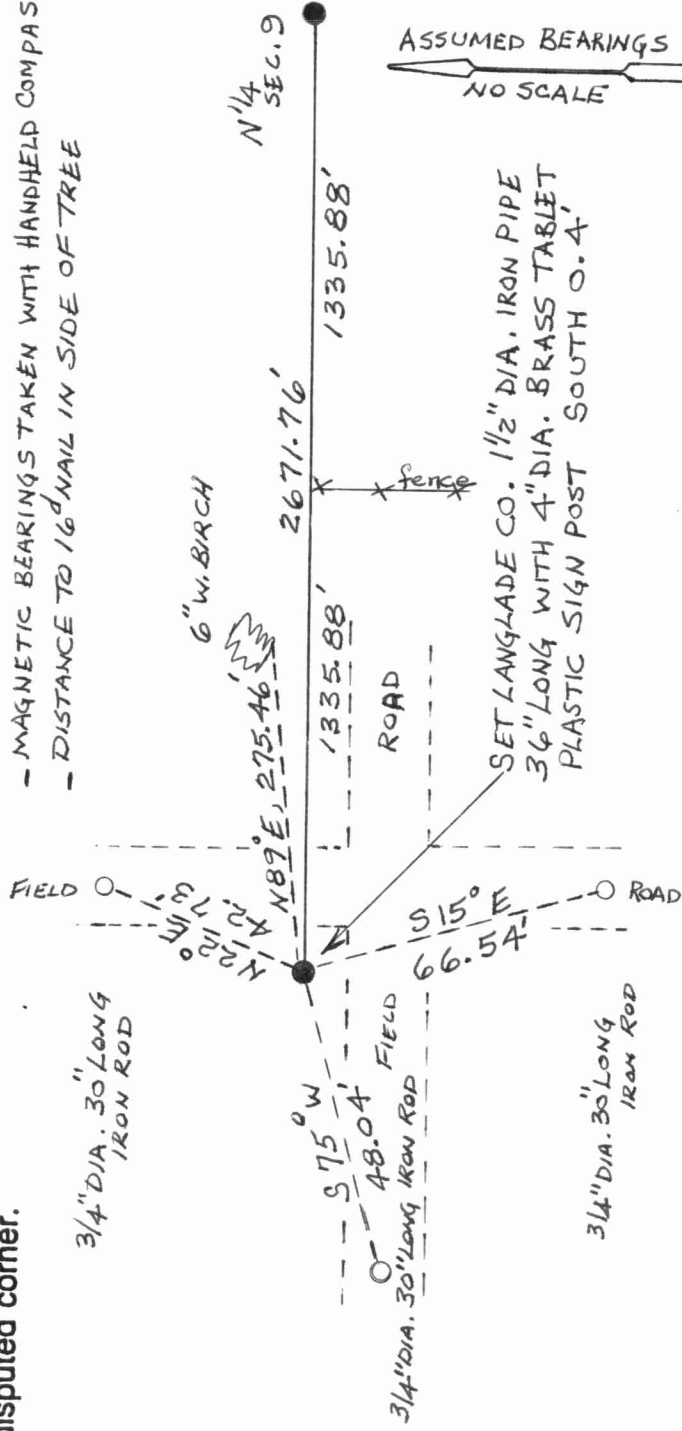 disputed corner.
- MAGNETIC BEARINGS TAKEN WITH HANDHELD COMPAS
- DISTANCE TO 16d NAIL IN SIDE OF TREE
ASSUMED BEARINGS
NO SCALE
N 1/4
SEC. 9
6" W. BIRCH
2671.76'
1335.88'
1335.88'
fence
N89°E, 275.46'
ROAD
SET LANGLADE CO. 1 1/2" DIA. IRON PIPE
36" LONG WITH 4" DIA. BRASS TABLET
PLASTIC SIGN POST SOUTH 0.4'
FIELD
N22°E
3/4" DIA. 30" LONG
IRON ROD
S15°E
66.54'
ROAD
3/4" DIA. 30" LONG
IRON ROD
S75°W
48.04'
FIELD
3/4" DIA. 30" LONG IRON ROD